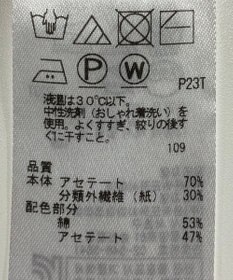 P W
P23T
液温は30℃以下。
中性洗剤（おしゃれ着洗い）を
使用。よくすすぎ、絞りの後す
ぐに干すこと。
109
品質
本体 アセテート 70%
分類外繊維（紙） 30%
配色部分
綿 53%
アセテート 47%